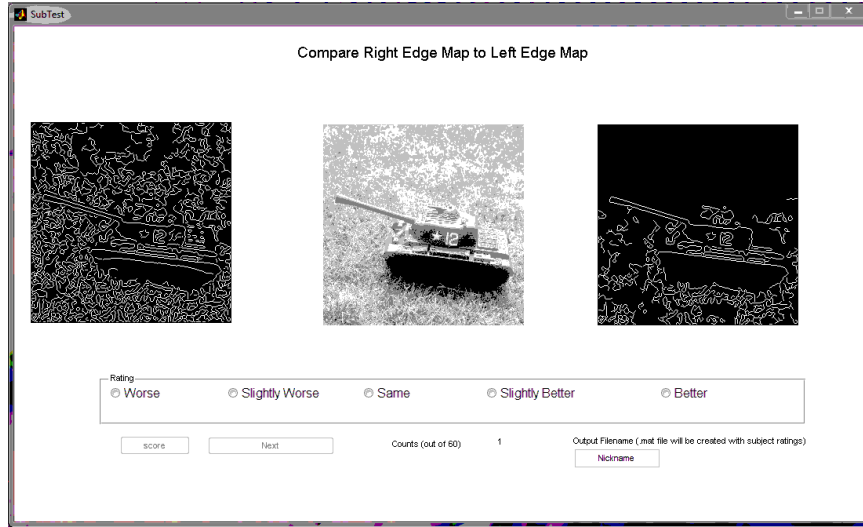 SubTest
Compare Right Edge Map to Left Edge Map
12
Rating
Worse Slightly Worse Same Slightly Better Better
score Next Counts (out of 60) 1 Output Filename (.mat file will be created with subject ratings)
Nickname